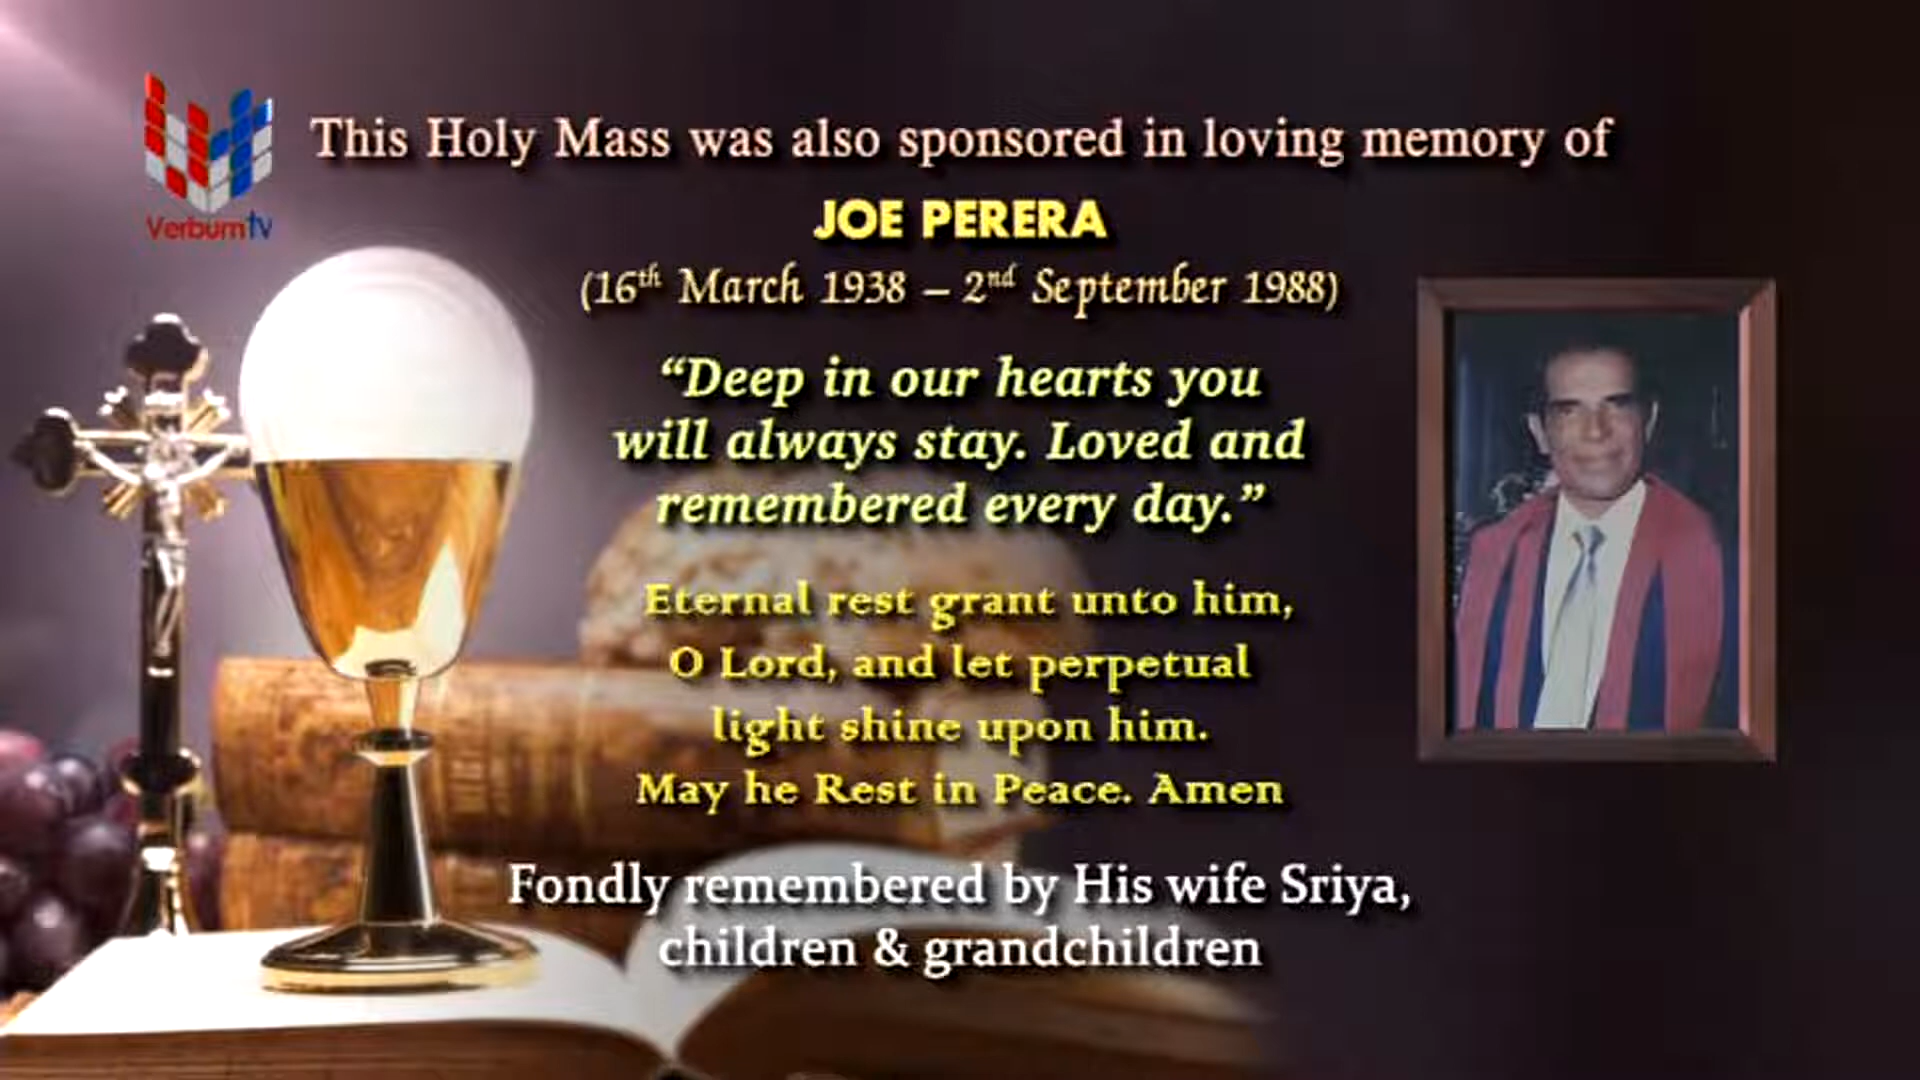 VerbumTV
This Holy Mass was also sponsored in loving memory of
JOE PERERA
(16th March 1938 – 2nd September 1988)
“Deep in our hearts you
will always stay. Loved and
remembered every day.”
Eternal rest grant unto him,
O Lord, and let perpetual
light shine upon him.
May he Rest in Peace. Amen
Fondly remembered by His wife Sriya,
children & grandchildren